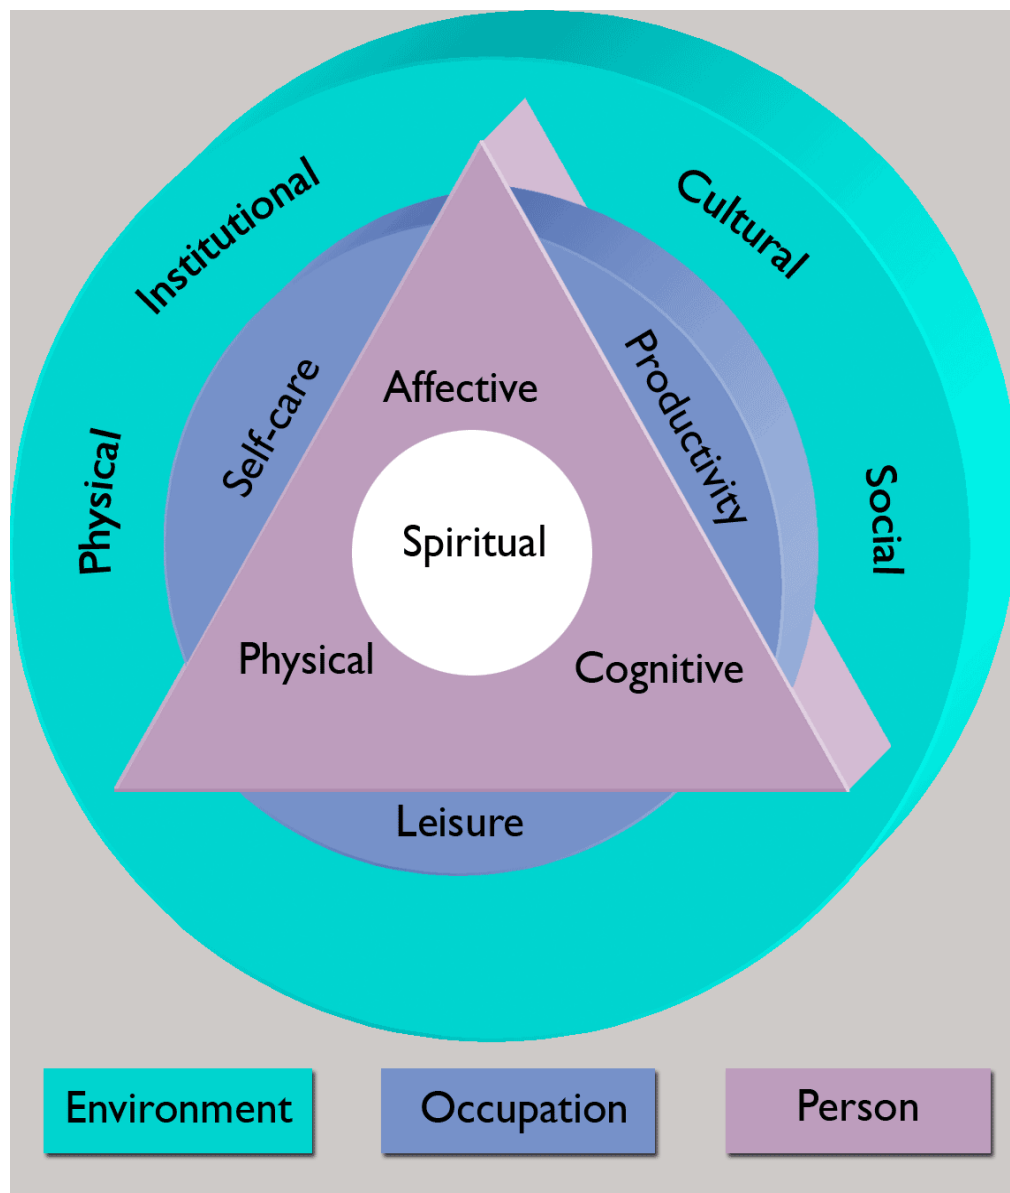 Institutional
Cultural
Physical
Self-care
Productivity
Social
Affective
Spiritual
Physical
Cognitive
Leisure
Environment
Occupation
Person